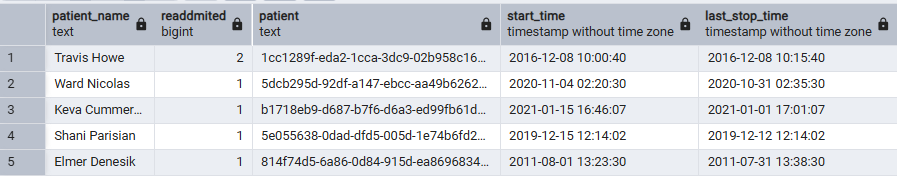 patient_name text readdmited bigint patient text start_time timestamp without time zone last_stop_time timestamp without time zone
1 Travis Howe 2 1cc1289f-eda2-1cca-3dc9-02b958c16... 2016-12-08 10:00:40 2016-12-08 10:15:40
2 Ward Nicolas 1 5dcb295d-92df-a147-ebcc-aa49b6262... 2020-11-04 02:20:30 2020-10-31 02:35:30
3 Keva Cummer... 1 b1718eb9-d687-b7f6-d6a3-ed99fb61d... 2021-01-15 16:46:07 2021-01-01 17:01:07
4 Shani Parisian 1 5e055638-0dad-dfd5-005d-1e74b6fd2... 2019-12-15 12:14:02 2019-12-12 12:14:02
5 Elmer Denesik 1 814f74d5-6a86-0d84-915d-ea8696834... 2011-08-01 13:23:30 2011-07-31 13:38:30